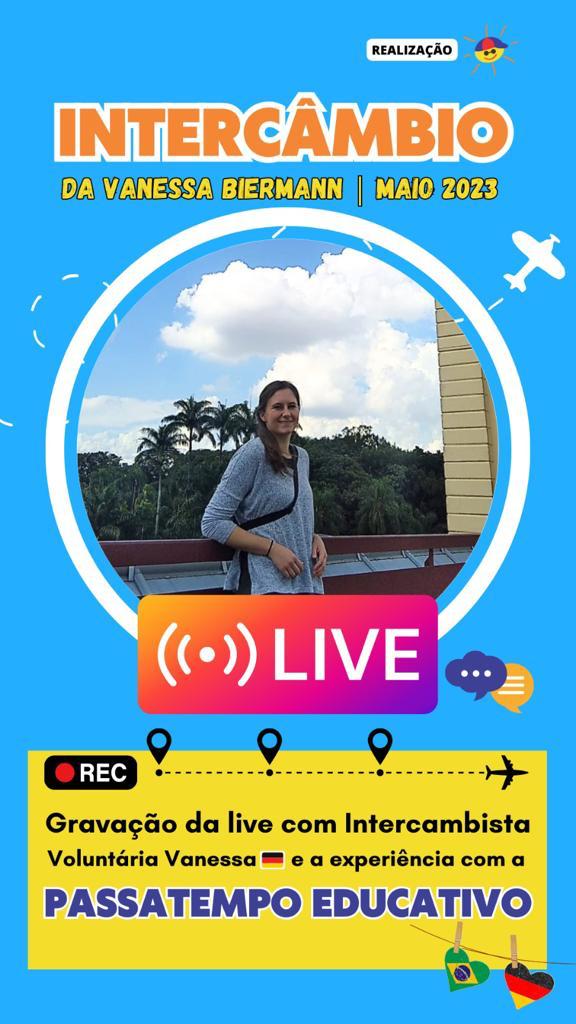 REALIZAÇÃO
INTERCÂMBIO
DA VANESSA BIERMANN | MAIO 2023
LIVE
REC
Gravação da live com Intercambista
Voluntária Vanessa e a experiência com a
PASSATEMPO EDUCATIVO